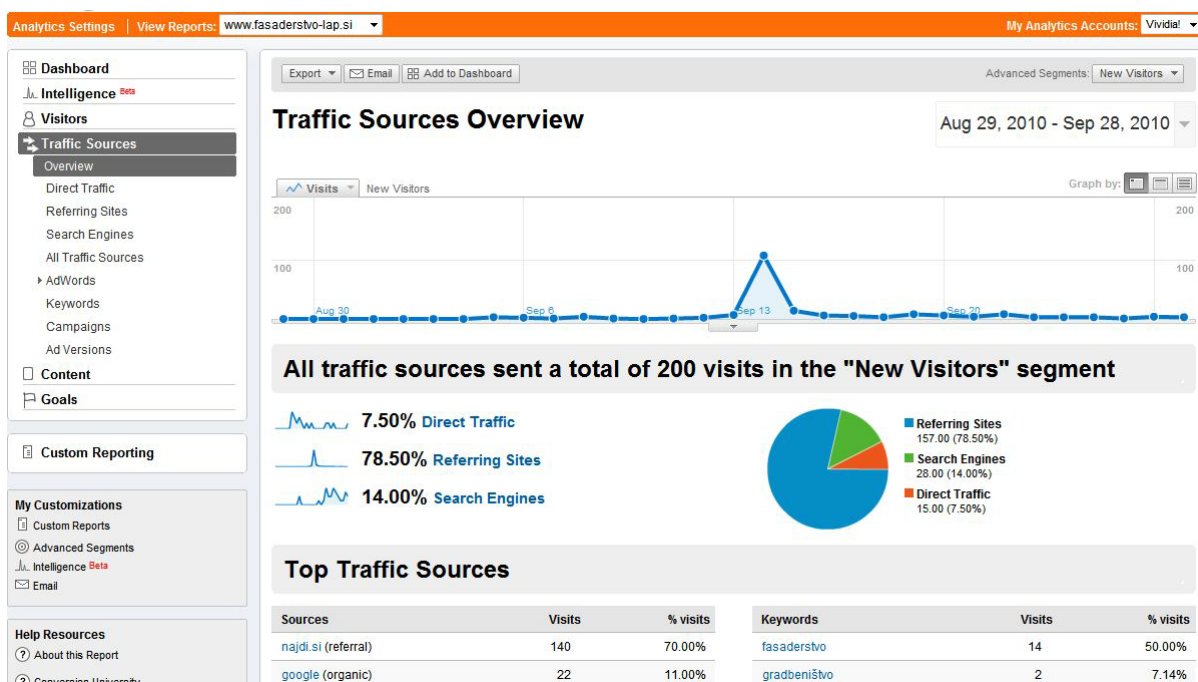 Analytics Settings | View Reports: www.fasaderstvo-lap.si
My Analytics Accounts: Vividia!
Dashboard
Intelligence Beta
Visitors
Traffic Sources
Overview
Direct Traffic
Referring Sites
Search Engines
All Traffic Sources
AdWords
Keywords
Campaigns
Ad Versions
Content
Goals
Custom Reporting
My Customizations
Custom Reports
Advanced Segments
Intelligence Beta
Email
Help Resources
About this Report
Conversion University
Export Email Add to Dashboard
Advanced Segments: New Visitors
Traffic Sources Overview
Aug 29, 2010 - Sep 28, 2010
Visits New Visitors
Graph by:
200 200
100 100
Aug 30 Sep 6 Sep 13 Sep 20
All traffic sources sent a total of 200 visits in the "New Visitors" segment
7.50% Direct Traffic
78.50% Referring Sites
14.00% Search Engines
Referring Sites
157.00 (78.50%)
Search Engines
28.00 (14.00%)
Direct Traffic
15.00 (7.50%)
Top Traffic Sources
Sources Visits % visits
najdi.si (referral) 140 70.00%
google (organic) 22 11.00%
Keywords Visits % visits
fasaderstvo 14 50.00%
gradbeništvo 2 7.14%